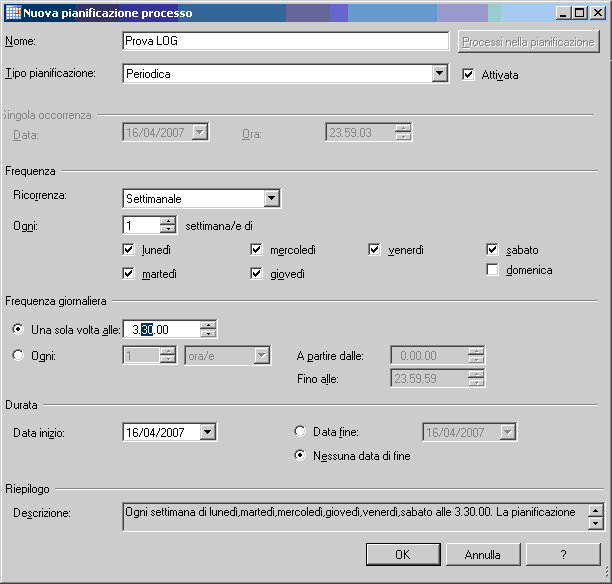 Nuova pianificazione processo
Nome: Prova LOG Processi nella pianificazione
Tipo pianificazione: Periodica Attivata
Singola occorrenza
Data: 16/04/2007 Ora: 23.59.03
Frequenza
Ricorrenza: Settimanale
Ogni: 1 settimana/e di
lunedì mercoledì venerdì sabato
martedì giovedì domenica
Frequenza giornaliera
Una sola volta alle: 3.30.00
Ogni: 1 ora/e A partire dalle: 0.00.00
Fino alle: 23.59.59
Durata
Data inizio: 16/04/2007 Data fine: 16/04/2007
Nessuna data di fine
Riepilogo
Descrizione: Ogni settimana di lunedì,martedì,mercoledì,giovedì,venerdì,sabato alle 3.30.00. La pianificazione
OK Annulla ?